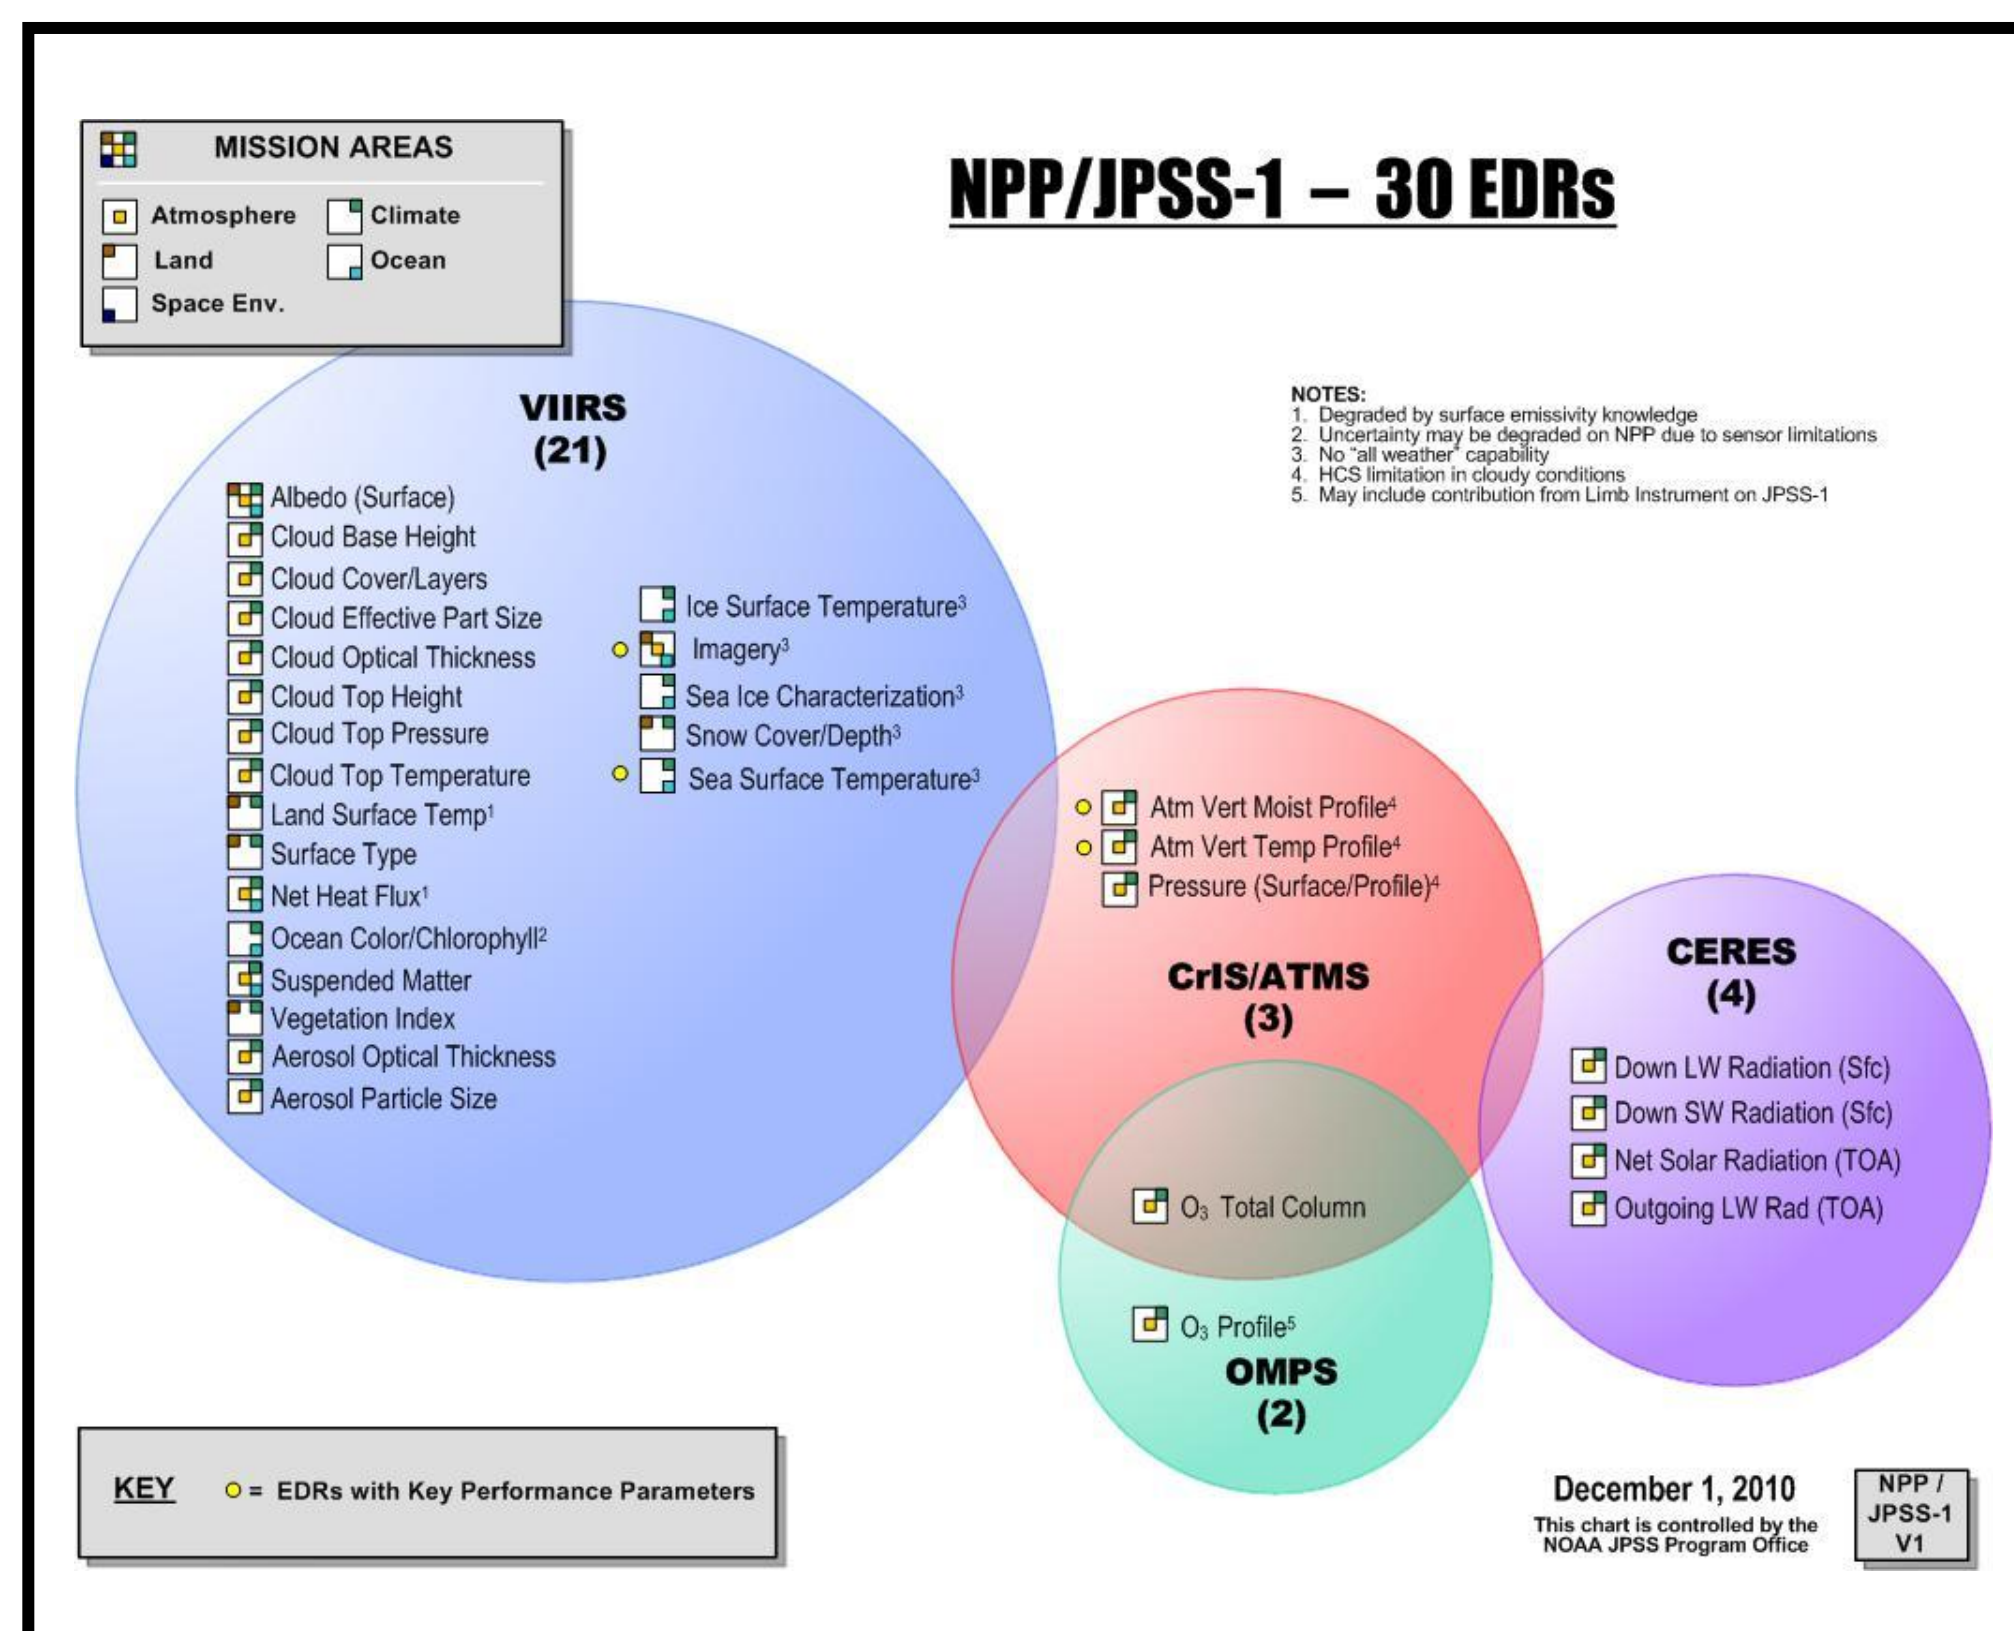 MISSION AREAS
Atmosphere
Climate
Land
Ocean
Space Env.
NPP/JPSS-1 – 30 EDRs
NOTES:
1. Degraded by surface emissivity knowledge
2. Uncertainty may be degraded on NPP due to sensor limitations
3. No "all weather" capability
4. HCS limitation in cloudy conditions
5. May include contribution from Limb Instrument on JPSS-1
VIIRS
(21)
Albedo (Surface)
Cloud Base Height
Cloud Cover/Layers
Cloud Effective Part Size
Cloud Optical Thickness
Cloud Top Height
Cloud Top Pressure
Cloud Top Temperature
Land Surface Temp¹
Surface Type
Net Heat Flux¹
Ocean Color/Chlorophyll²
Suspended Matter
Vegetation Index
Aerosol Optical Thickness
Aerosol Particle Size
Ice Surface Temperature³
Imagery³
Sea Ice Characterization³
Snow Cover/Depth³
Sea Surface Temperature³
Atm Vert Moist Profile⁴
Atm Vert Temp Profile⁴
Pressure (Surface/Profile)⁴
CrIS/ATMS
(3)
O₃ Total Column
O₃ Profile⁵
OMPS
(2)
CERES
(4)
Down LW Radiation (Sfc)
Down SW Radiation (Sfc)
Net Solar Radiation (TOA)
Outgoing LW Rad (TOA)
KEY
= EDRs with Key Performance Parameters
December 1, 2010
This chart is controlled by the
NOAA JPSS Program Office
NPP /
JPSS-1
V1